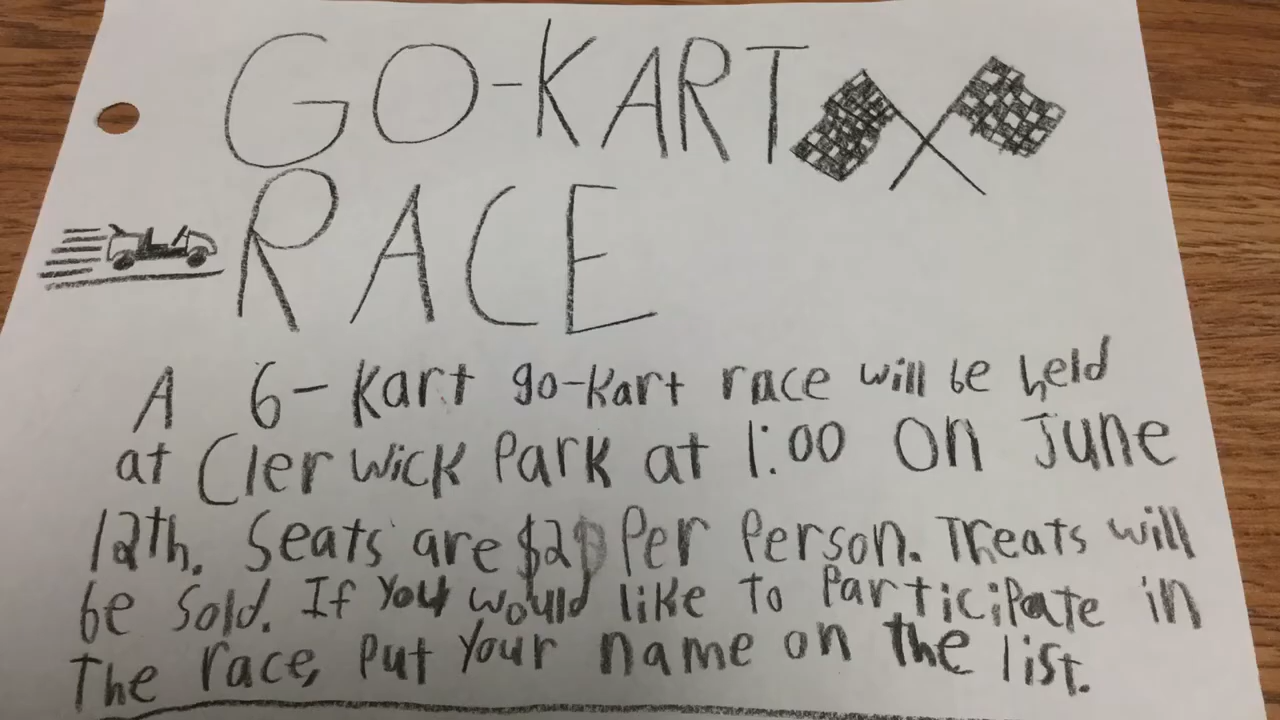 GO-KART
RACE
A 6-kart go-kart race will be held
at Clerwick Park at 1:00 on June
12th. Seats are $2 per person. Treats will
be sold. If you would like to participate in
the race, put your name on the list.